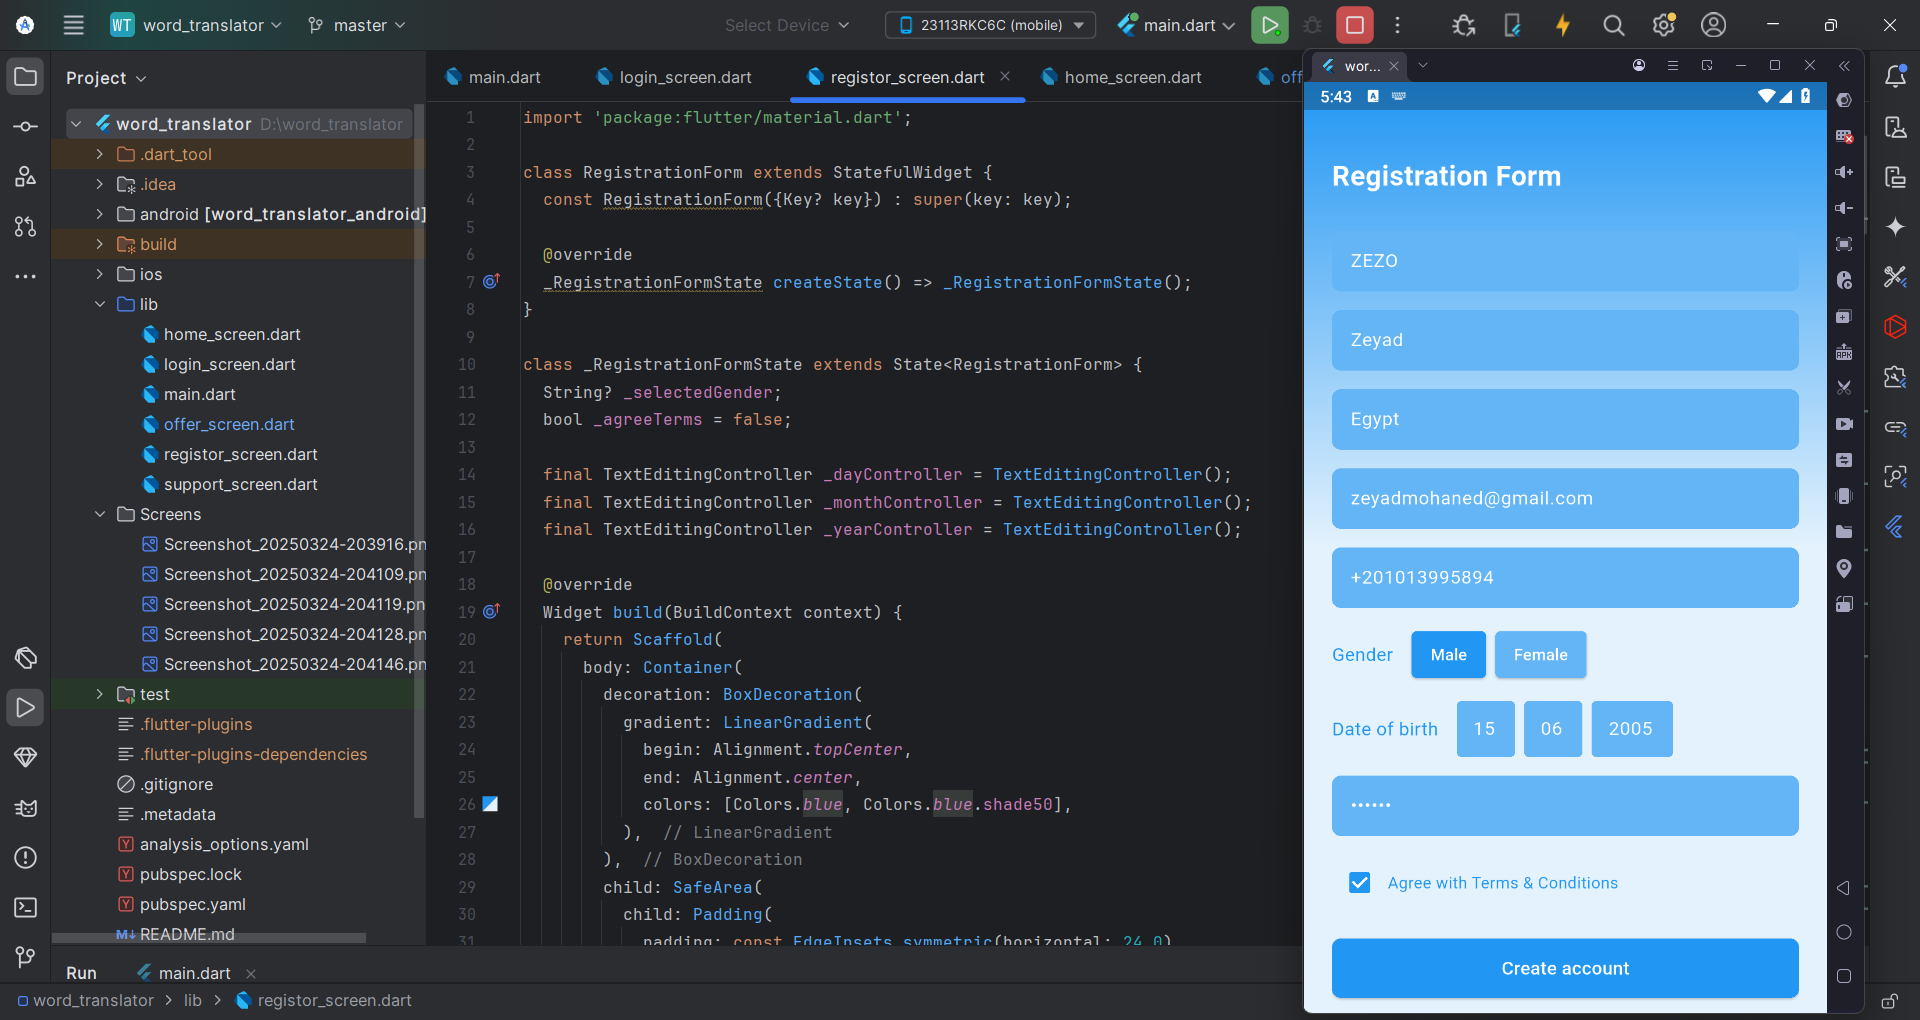 WT word_translator master Select Device 23113RKC6C (mobile) main.dart
Project
main.dart login_screen.dart registor_screen.dart home_screen.dart off
word_translator D:\word_translator
.dart_tool
.idea
android [word_translator_android]
build
ios
lib
home_screen.dart
login_screen.dart
main.dart
offer_screen.dart
registor_screen.dart
support_screen.dart
Screens
Screenshot_20250324-203916.pn
Screenshot_20250324-204109.pn
Screenshot_20250324-204119.pn
Screenshot_20250324-204128.pn
Screenshot_20250324-204146.pn
test
.flutter-plugins
.flutter-plugins-dependencies
.gitignore
.metadata
analysis_options.yaml
pubspec.lock
pubspec.yaml
README.md
1 import 'package:flutter/material.dart';
2
3 class RegistrationForm extends StatefulWidget {
4 const RegistrationForm({Key? key}) : super(key: key);
5
6 @override
7 _RegistrationFormState createState() => _RegistrationFormState();
8 }
9
10 class _RegistrationFormState extends State<RegistrationForm> {
11 String? _selectedGender;
12 bool _agreeTerms = false;
13
14 final TextEditingController _dayController = TextEditingController();
15 final TextEditingController _monthController = TextEditingController();
16 final TextEditingController _yearController = TextEditingController();
17
18 @override
19 Widget build(BuildContext context) {
20 return Scaffold(
21 body: Container(
22 decoration: BoxDecoration(
23 gradient: LinearGradient(
24 begin: Alignment.topCenter,
25 end: Alignment.center,
26 colors: [Colors.blue, Colors.blue.shade50],
27 ), // LinearGradient
28 ), // BoxDecoration
29 child: SafeArea(
30 child: Padding(
31 padding: const EdgeInsets.symmetric(horizontal: 24.0)
wor...
5:43
Registration Form
ZEZO
Zeyad
Egypt
zeyadmohaned@gmail.com
+201013995894
Gender Male Female
Date of birth 15 06 2005
••••••
Agree with Terms & Conditions
Create account
Run main.dart
word_translator > lib > registor_screen.dart